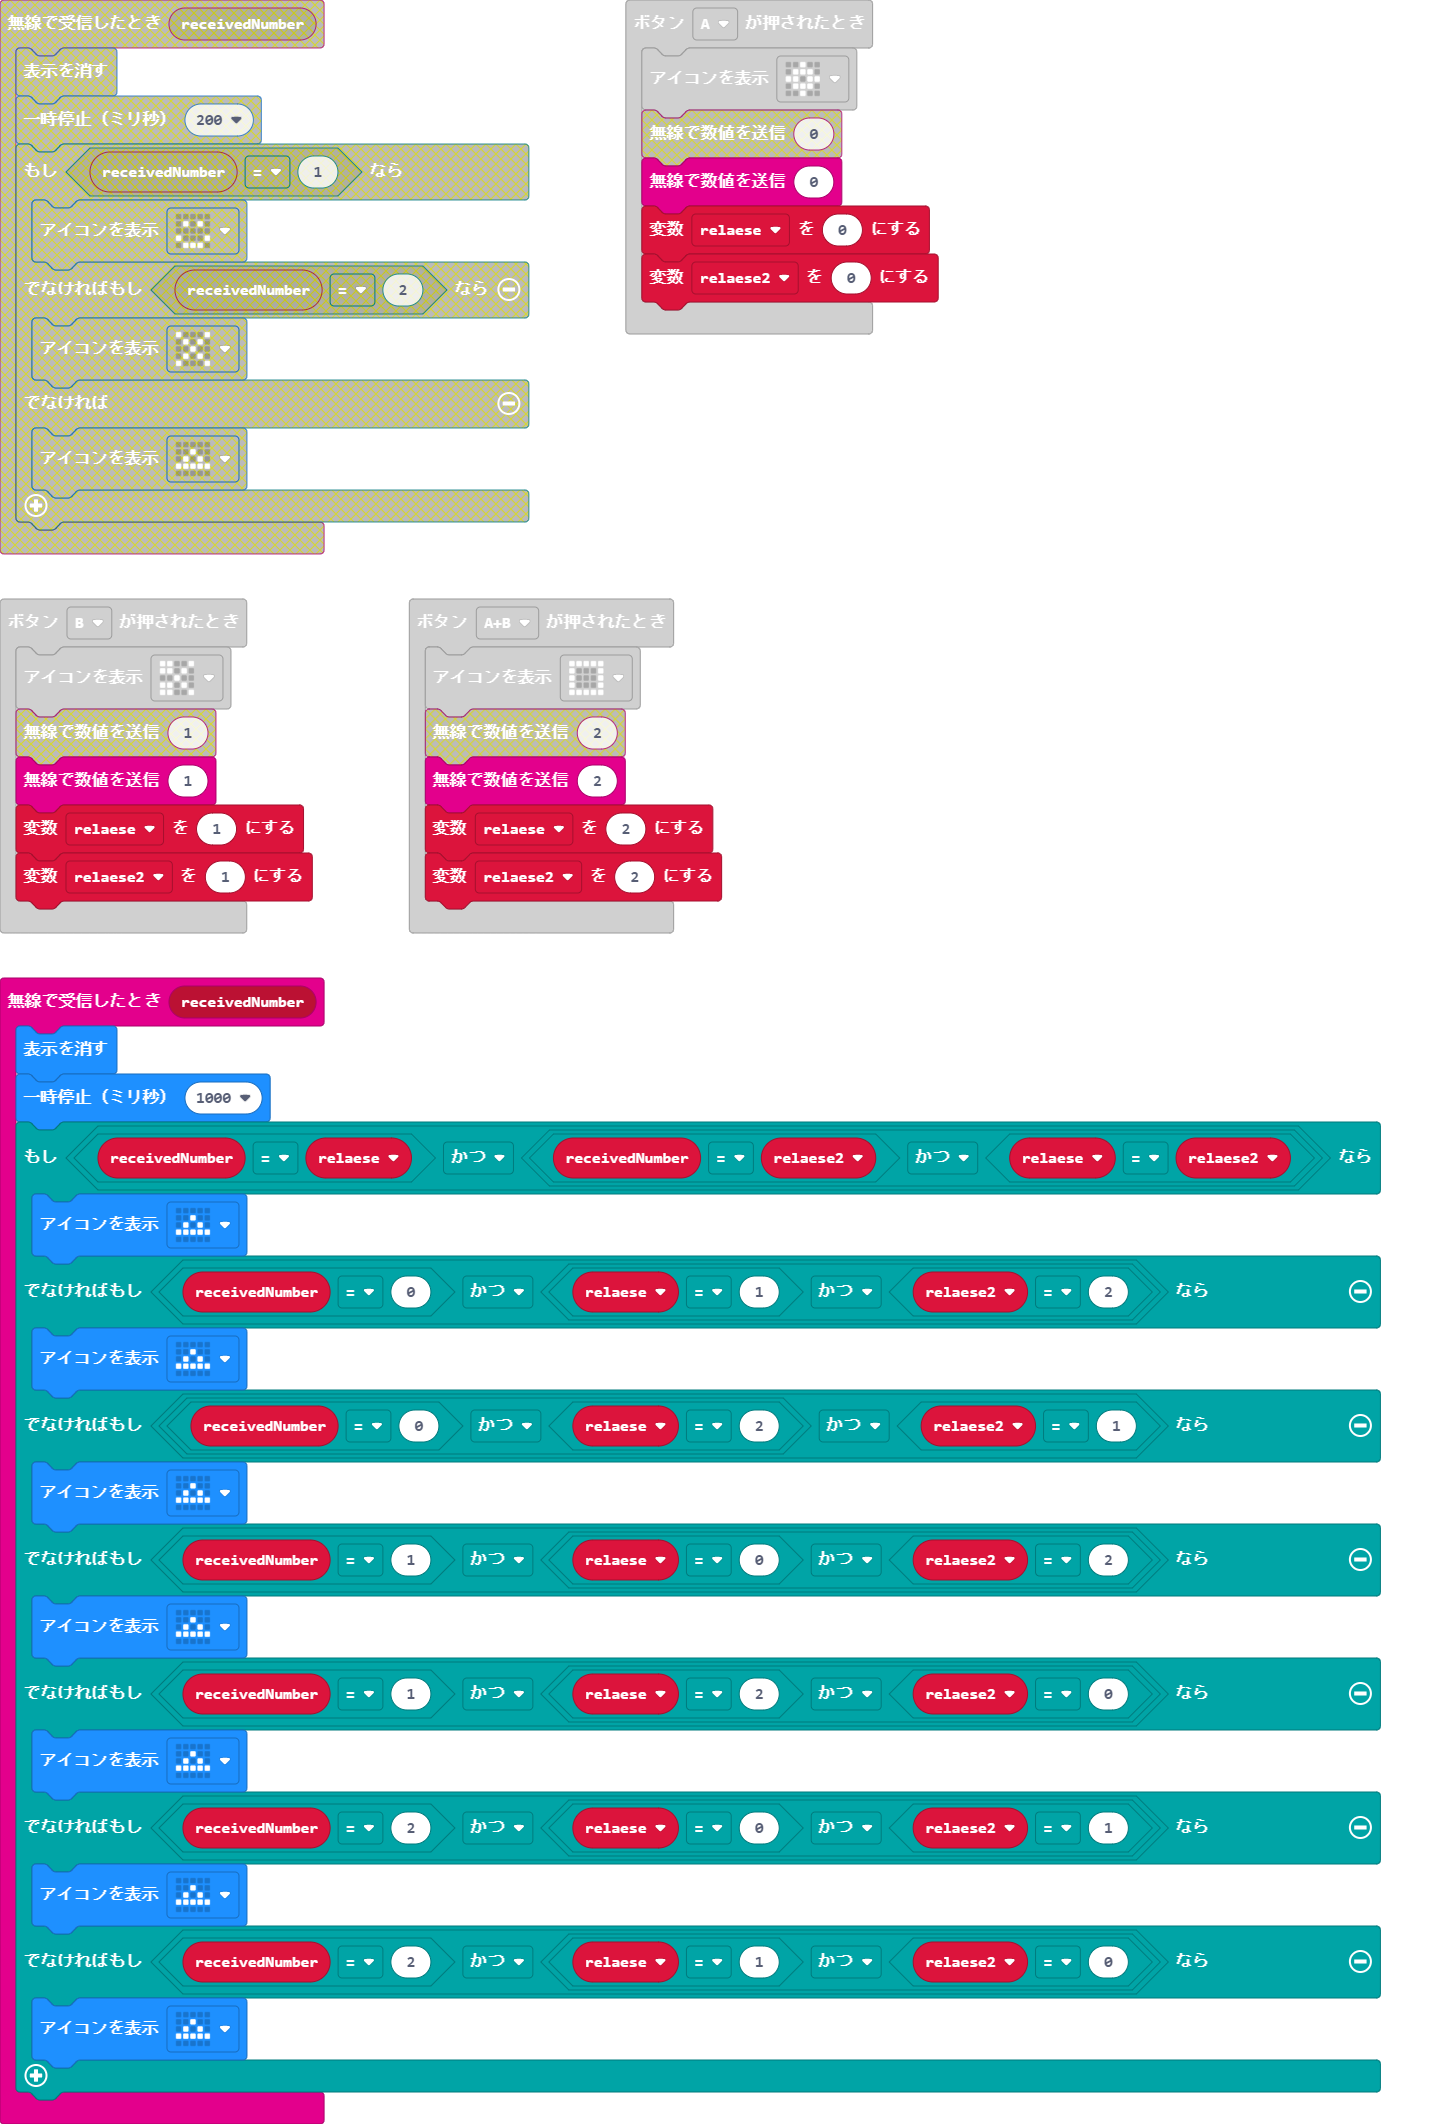 無線で受信したとき receivedNumber
表示を消す
一時停止（ミリ秒） 200
もし receivedNumber = 1 なら
アイコンを表示
でなければもし receivedNumber = 2 なら
アイコンを表示
でなければ
アイコンを表示
ボタン A が押されたとき
アイコンを表示
無線で数値を送信 0
無線で数値を送信 0
変数 relaese を 0 にする
変数 relaese2 を 0 にする
ボタン B が押されたとき
アイコンを表示
無線で数値を送信 1
無線で数値を送信 1
変数 relaese を 1 にする
変数 relaese2 を 1 にする
ボタン A+B が押されたとき
アイコンを表示
無線で数値を送信 2
無線で数値を送信 2
変数 relaese を 2 にする
変数 relaese2 を 2 にする
無線で受信したとき receivedNumber
表示を消す
一時停止（ミリ秒） 1000
もし receivedNumber = relaese かつ receivedNumber = relaese2 かつ relaese = relaese2 なら
アイコンを表示
でなければもし receivedNumber = 0 かつ relaese = 1 かつ relaese2 = 2 なら
アイコンを表示
でなければもし receivedNumber = 0 かつ relaese = 2 かつ relaese2 = 1 なら
アイコンを表示
でなければもし receivedNumber = 1 かつ relaese = 0 かつ relaese2 = 2 なら
アイコンを表示
でなければもし receivedNumber = 1 かつ relaese = 2 かつ relaese2 = 0 なら
アイコンを表示
でなければもし receivedNumber = 2 かつ relaese = 0 かつ relaese2 = 1 なら
アイコンを表示
でなければもし receivedNumber = 2 かつ relaese = 1 かつ relaese2 = 0 なら
アイコンを表示